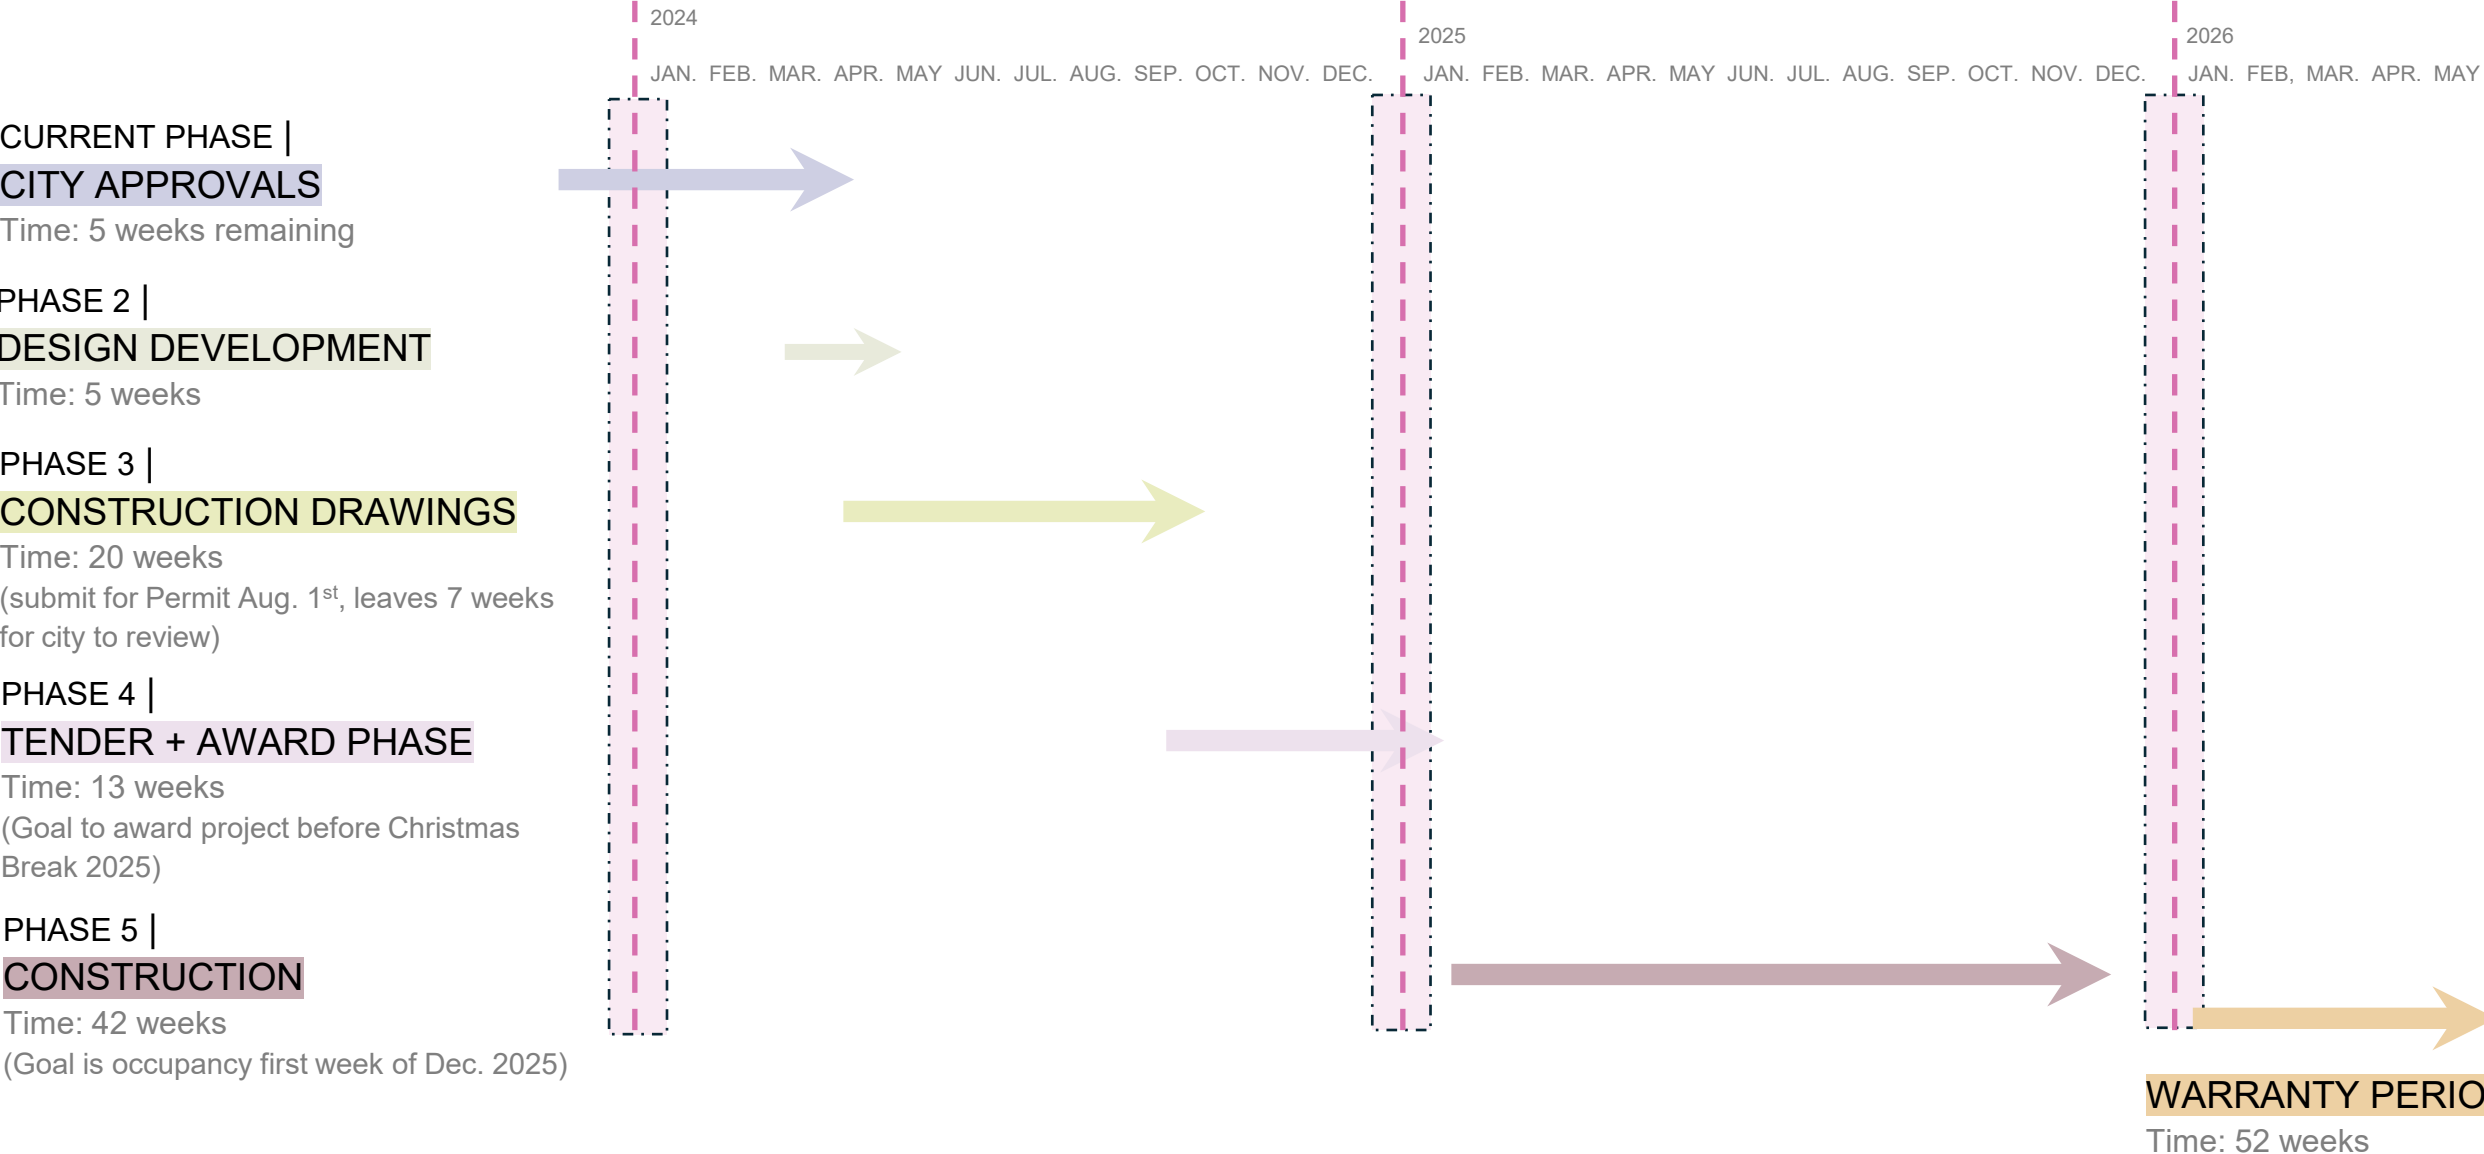 2024
2025
2026
JAN. FEB. MAR. APR. MAY JUN. JUL. AUG. SEP. OCT. NOV. DEC. JAN. FEB. MAR. APR. MAY JUN. JUL. AUG. SEP. OCT. NOV. DEC. JAN. FEB, MAR. APR. MAY
CURRENT PHASE |
CITY APPROVALS
Time: 5 weeks remaining
PHASE 2 |
DESIGN DEVELOPMENT
Time: 5 weeks
PHASE 3 |
CONSTRUCTION DRAWINGS
Time: 20 weeks
(submit for Permit Aug. 1st, leaves 7 weeks
for city to review)
PHASE 4 |
TENDER + AWARD PHASE
Time: 13 weeks
(Goal to award project before Christmas
Break 2025)
PHASE 5 |
CONSTRUCTION
Time: 42 weeks
(Goal is occupancy first week of Dec. 2025)
WARRANTY PERIO
Time: 52 weeks